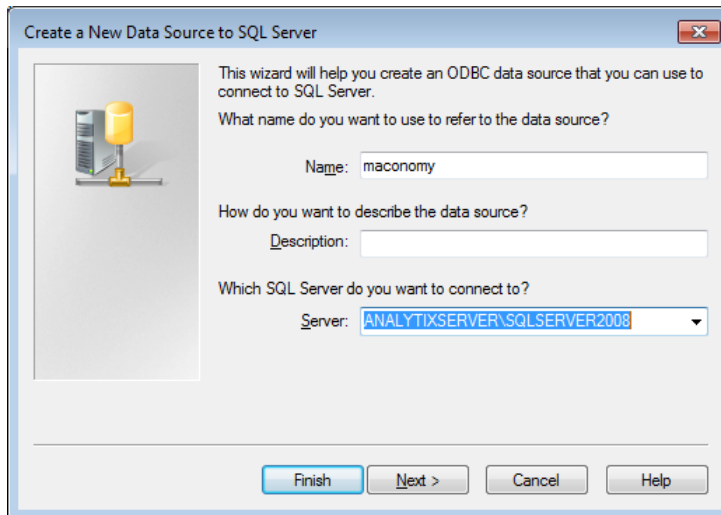 Create a New Data Source to SQL Server
This wizard will help you create an ODBC data source that you can use to
connect to SQL Server.
What name do you want to use to refer to the data source?
Name: maconomy
How do you want to describe the data source?
Description:
Which SQL Server do you want to connect to?
Server: ANALYTIXSERVER\SQLSERVER2008
Finish Next > Cancel Help